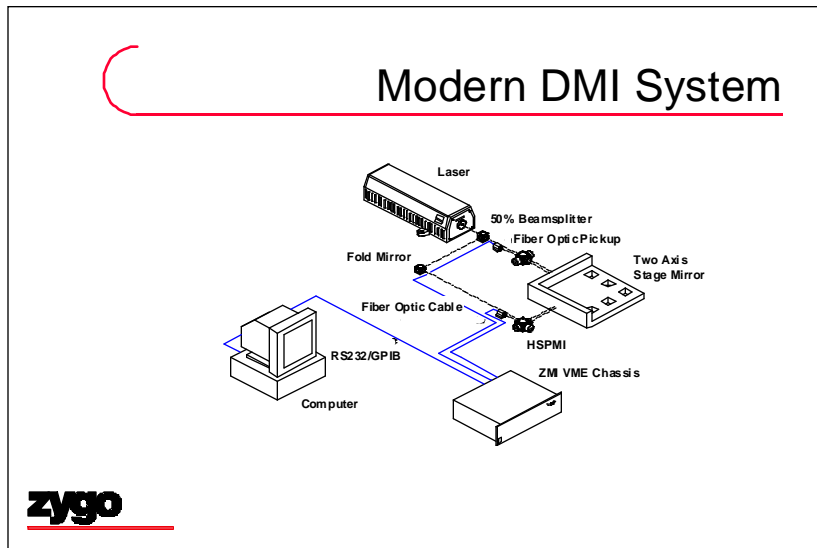 Modern DMI System
Laser
50% Beamsplitter
Fiber Optic Pickup
Fold Mirror
Two Axis
Stage Mirror
Fiber Optic Cable
HSPMI
RS232/GPIB
ZMI VME Chassis
Computer
zygo